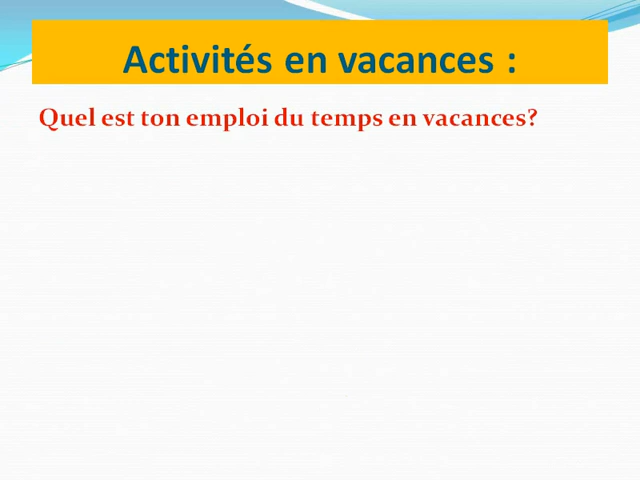 Activités en vacances :
Quel est ton emploi du temps en vacances?